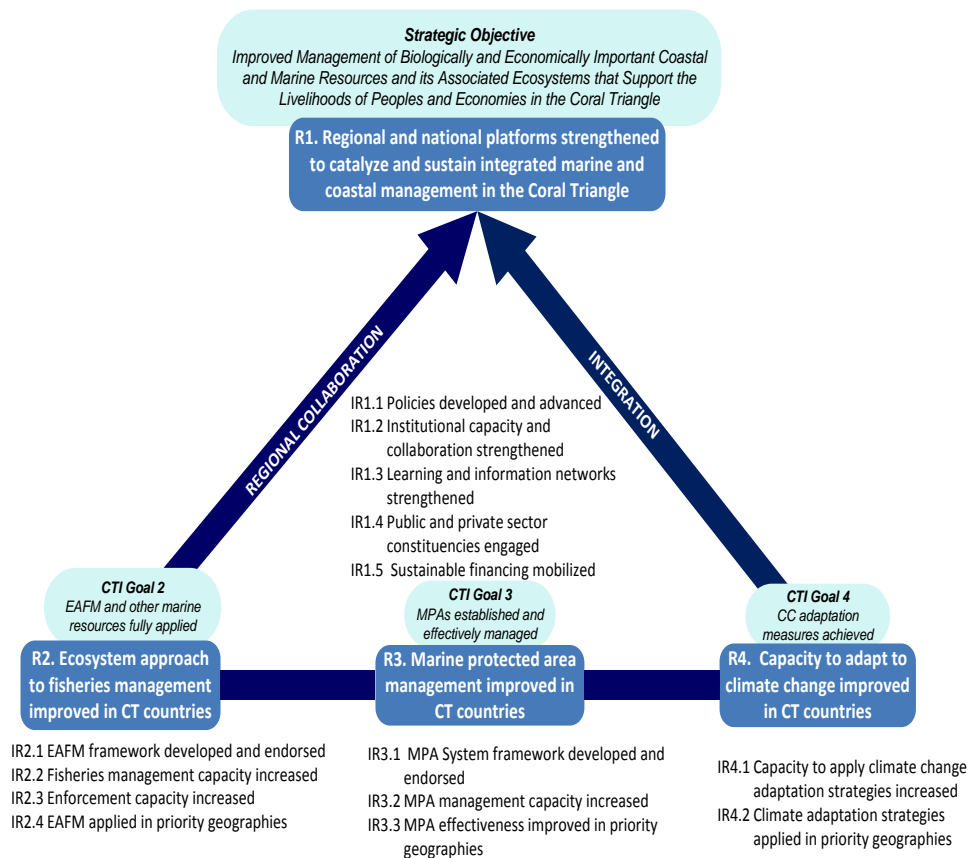 Strategic Objective
Improved Management of Biologically and Economically Important Coastal
and Marine Resources and its Associated Ecosystems that Support the
Livelihoods of Peoples and Economies in the Coral Triangle
R1. Regional and national platforms strengthened
to catalyze and sustain integrated marine and
coastal management in the Coral Triangle
REGIONAL COLLABORATION
INTEGRATION
IR1.1 Policies developed and advanced
IR1.2 Institutional capacity and
collaboration strengthened
IR1.3 Learning and information networks
strengthened
IR1.4 Public and private sector
constituencies engaged
IR1.5 Sustainable financing mobilized
CTI Goal 2
EAFM and other marine
resources fully applied
R2. Ecosystem approach
to fisheries management
improved in CT countries
IR2.1 EAFM framework developed and endorsed
IR2.2 Fisheries management capacity increased
IR2.3 Enforcement capacity increased
IR2.4 EAFM applied in priority geographies
CTI Goal 3
MPAs established and
effectively managed
R3. Marine protected area
management improved in
CT countries
IR3.1 MPA System framework developed and
endorsed
IR3.2 MPA management capacity increased
IR3.3 MPA effectiveness improved in priority
geographies
CTI Goal 4
CC adaptation
measures achieved
R4. Capacity to adapt to
climate change improved
in CT countries
IR4.1 Capacity to apply climate change
adaptation strategies increased
IR4.2 Climate adaptation strategies
applied in priority geographies